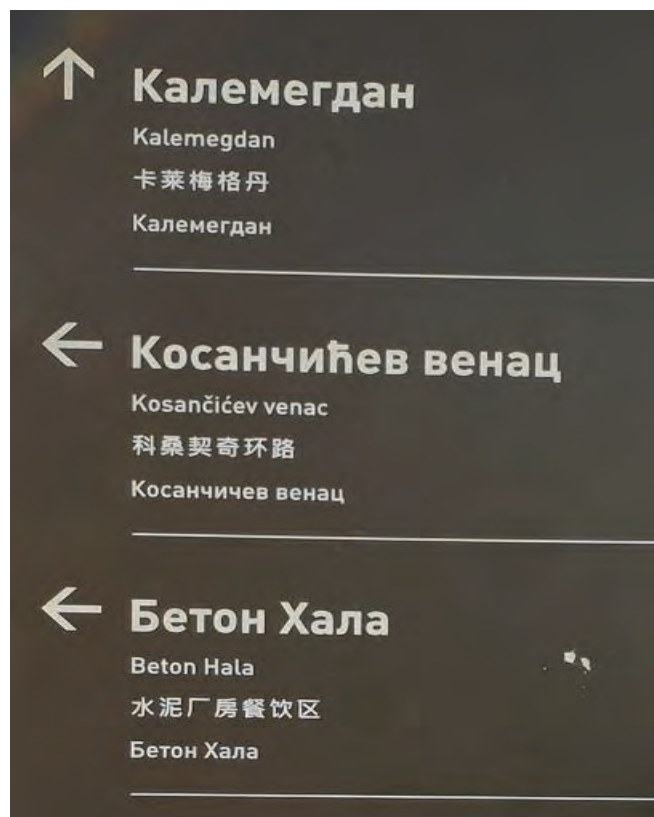 Калемегдан
Kalemegdan
卡莱梅格丹
Калемегдан
Косанчићев венац
Kosančićev venac
科桑契奇环路
Косанчичев венац
Бетон Хала
Beton Hala
水泥厂房餐饮区
Бетон Хала